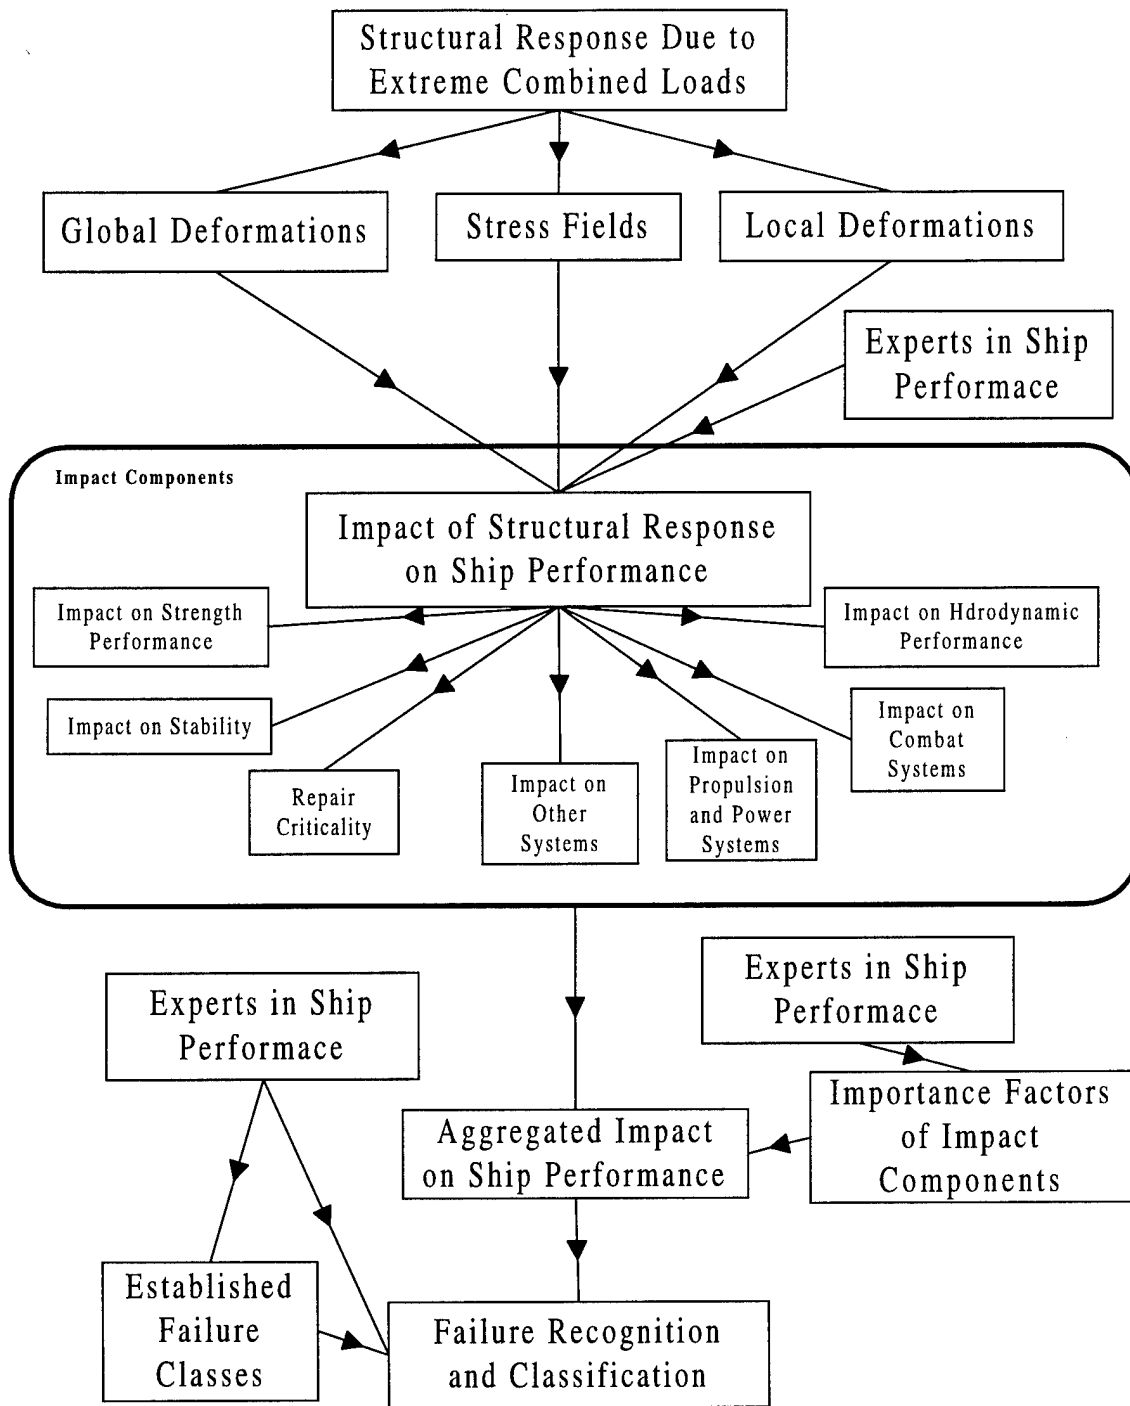 Structural Response Due to
Extreme Combined Loads
Global Deformations
Stress Fields
Local Deformations
Experts in Ship
Performace
Impact Components
Impact of Structural Response
on Ship Performance
Impact on Strength
Performance
Impact on Hdrodynamic
Performance
Impact on Stability
Impact on
Combat
Systems
Repair
Criticality
Impact on
Other
Systems
Impact on
Propulsion
and Power
Systems
Experts in Ship
Performace
Experts in Ship
Performace
Importance Factors
of Impact
Components
Aggregated Impact
on Ship Performance
Established
Failure
Classes
Failure Recognition
and Classification